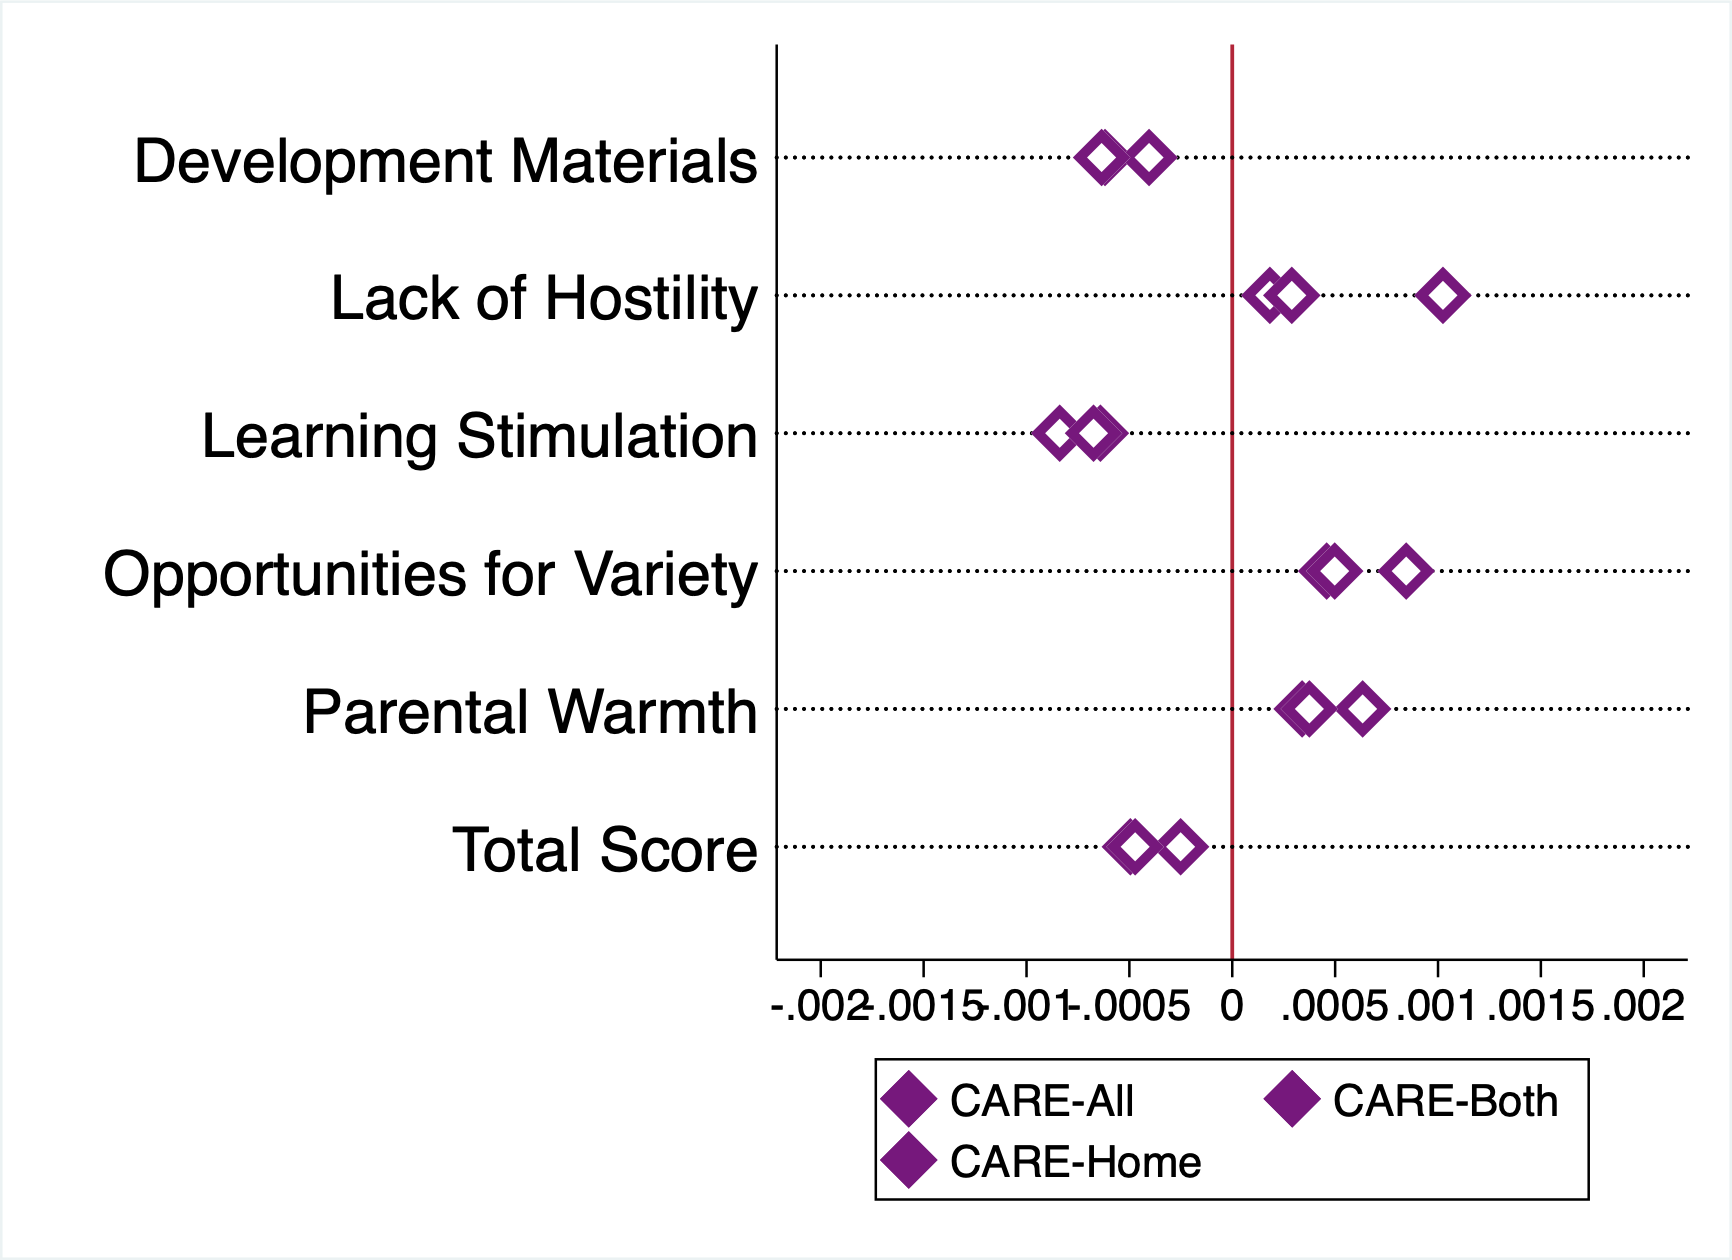 Development Materials
Lack of Hostility
Learning Stimulation
Opportunities for Variety
Parental Warmth
Total Score
-.002 -.0015 -.001 -.0005 0 .0005 .001 .0015 .002
CARE-All CARE-Both
CARE-Home